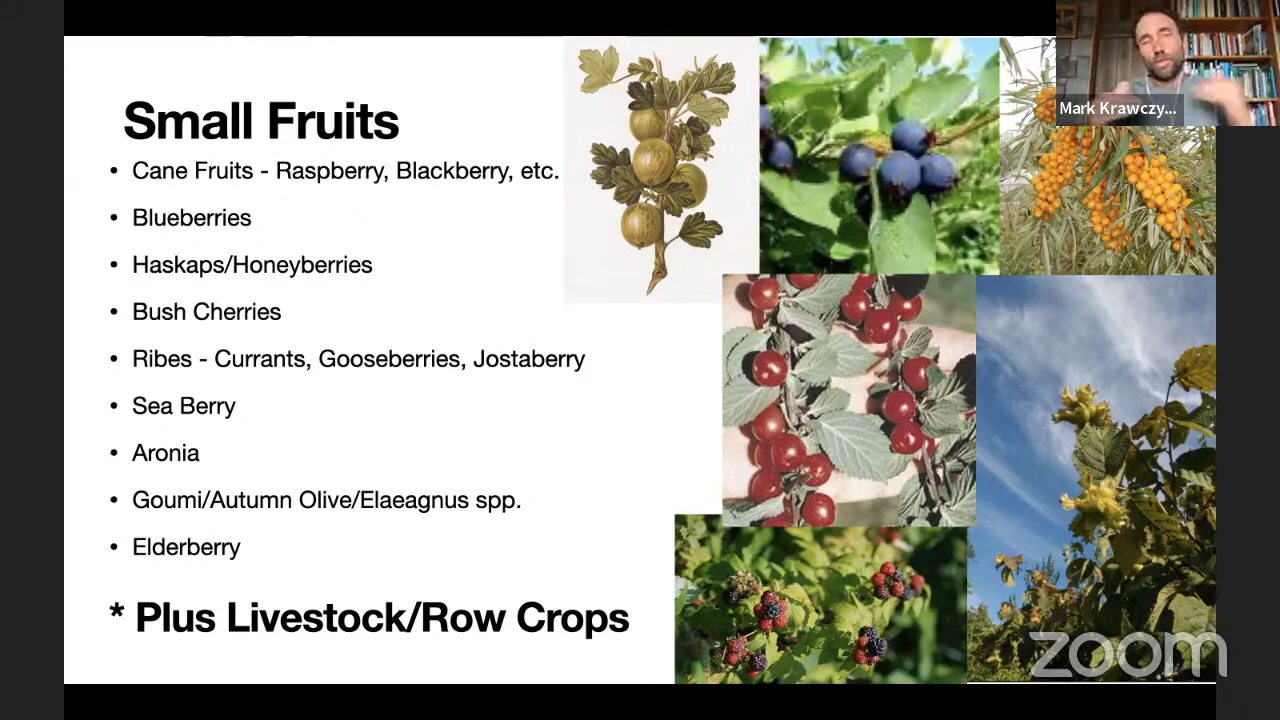 Small Fruits
• Cane Fruits - Raspberry, Blackberry, etc.
• Blueberries
• Haskaps/Honeyberries
• Bush Cherries
• Ribes - Currants, Gooseberries, Jostaberry
• Sea Berry
• Aronia
• Goumi/Autumn Olive/Elaeagnus spp.
• Elderberry
* Plus Livestock/Row Crops
Mark Krawczy...
zoom